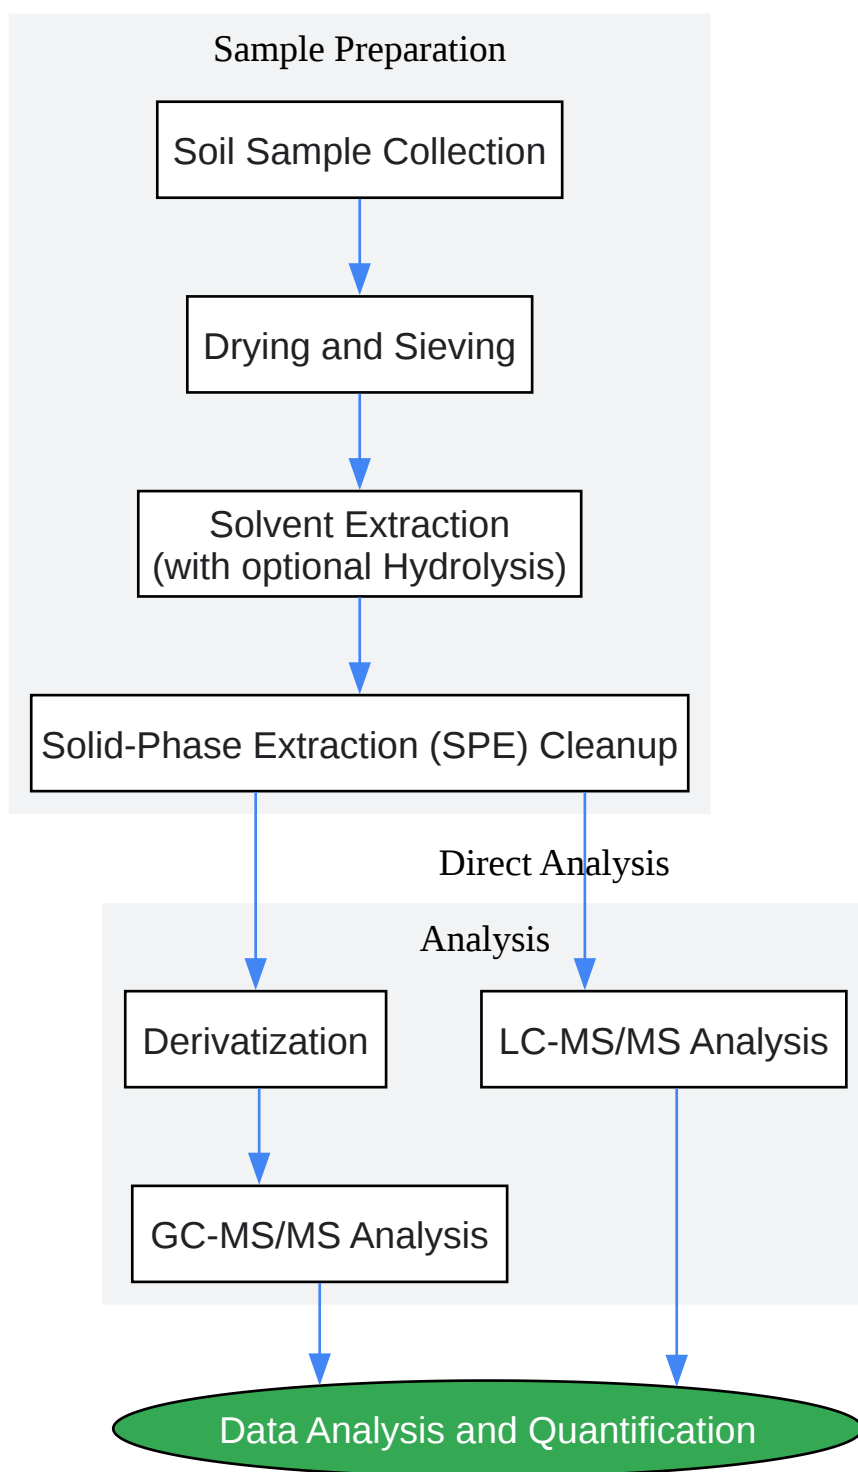 Sample Preparation
Soil Sample Collection
Drying and Sieving
Solvent Extraction
(with optional Hydrolysis)
Solid-Phase Extraction (SPE) Cleanup
Direct Analysis
Analysis
Derivatization
LC-MS/MS Analysis
GC-MS/MS Analysis
Data Analysis and Quantification